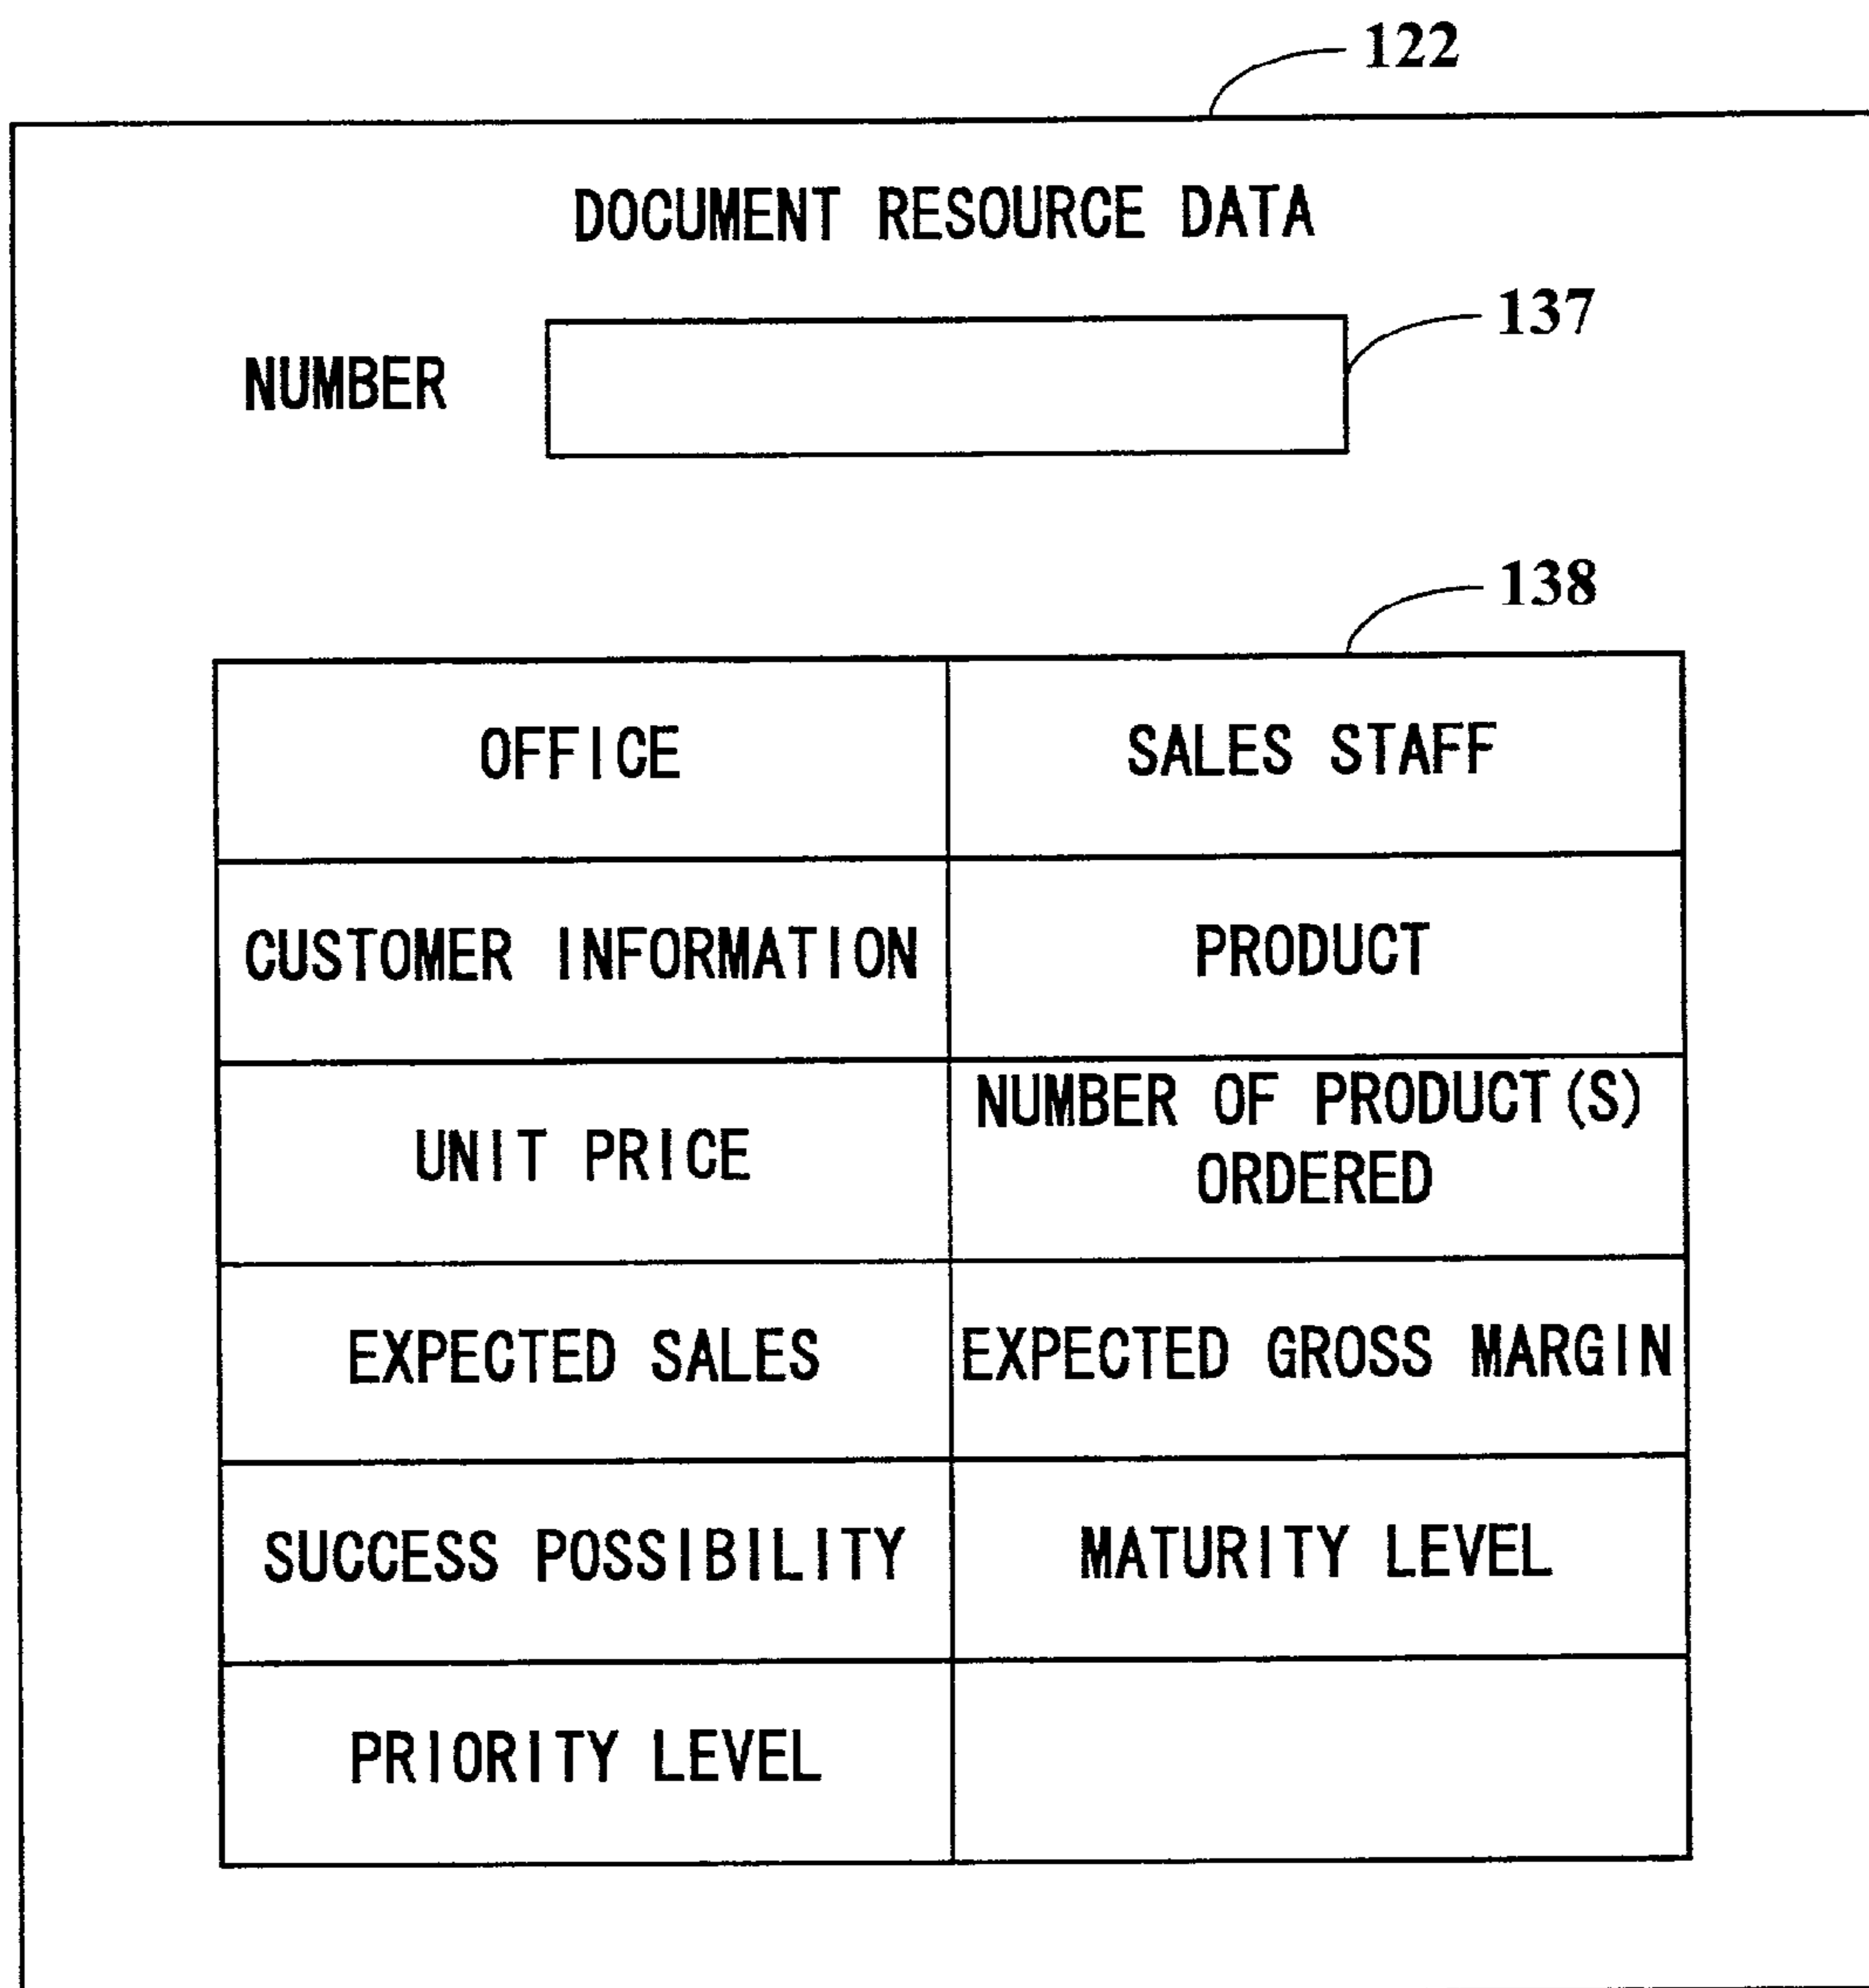 122
DOCUMENT RESOURCE DATA
137
NUMBER
138
OFFICE
SALES STAFF
CUSTOMER INFORMATION
PRODUCT
UNIT PRICE
NUMBER OF PRODUCT(S)
ORDERED
EXPECTED SALES
EXPECTED GROSS MARGIN
SUCCESS POSSIBILITY
MATURITY LEVEL
PRIORITY LEVEL